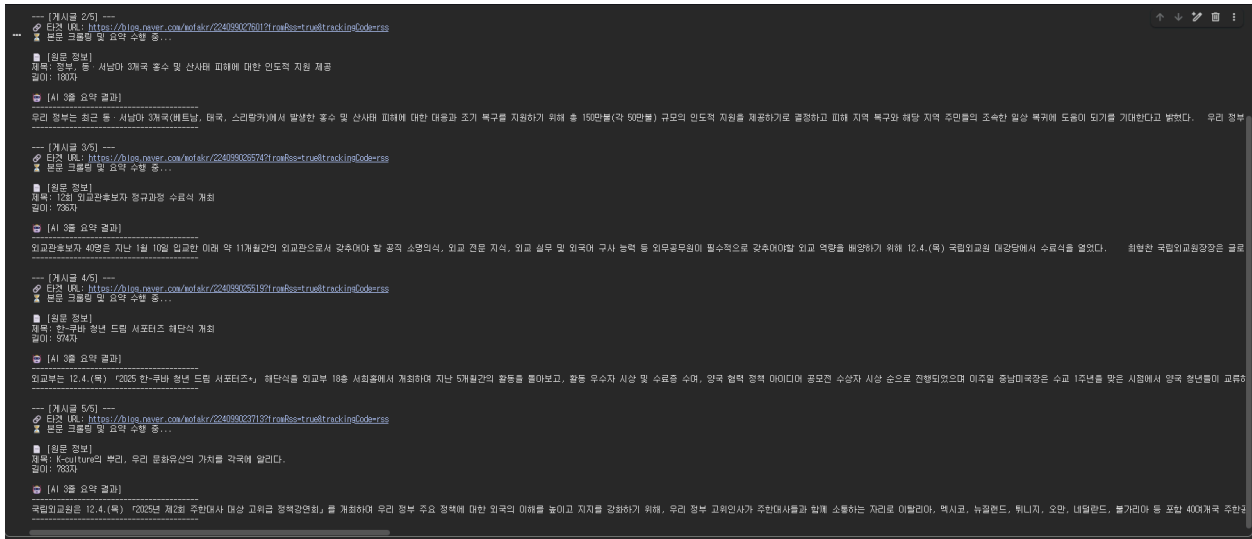 --- [게시글 2/5] ---
🔗 타겟 URL: https://blog.naver.com/mofakr/224099027601?fromRss=true&trackingCode=rss
⏳ 본문 크롤링 및 요약 수행 중...
📄 [원문 정보]
제목: 정부, 동·서남아 3개국 홍수 및 산사태 피해에 대한 인도적 지원 제공
길이: 180자
🤖 [AI 3줄 요약 결과]
----------------------------------------
우리 정부는 최근 동·서남아 3개국(베트남, 태국, 스리랑카)에서 발생한 홍수 및 산사태 피해에 대한 대응과 조기 복구를 지원하기 위해 총 150만불(각 50만불) 규모의 인도적 지원을 제공하기로 결정하고 피해 지역 복구와 해당 지역 주민들의 조속한 일상 복귀에 도움이 되기를 기대한다고 밝혔다. 우리 정부
----------------------------------------
--- [게시글 3/5] ---
🔗 타겟 URL: https://blog.naver.com/mofakr/224099026574?fromRss=true&trackingCode=rss
⏳ 본문 크롤링 및 요약 수행 중...
📄 [원문 정보]
제목: 12회 외교관후보자 정규과정 수료식 개최
길이: 736자
🤖 [AI 3줄 요약 결과]
----------------------------------------
외교관후보자 40명은 지난 1월 10일 입교한 이래 약 11개월간의 외교관으로서 갖추어야 할 공직 소명의식, 외교 전문 지식, 외교 실무 및 외국어 구사 능력 등 외무공무원이 필수적으로 갖추어야할 외교 역량을 배양하기 위해 12.4.(목) 국립외교원 대강당에서 수료식을 열었다. 최형찬 국립외교원장은 글로
----------------------------------------
--- [게시글 4/5] ---
🔗 타겟 URL: https://blog.naver.com/mofakr/224099025519?fromRss=true&trackingCode=rss
⏳ 본문 크롤링 및 요약 수행 중...
📄 [원문 정보]
제목: 한-쿠바 청년 드림 서포터즈 해단식 개최
길이: 974자
🤖 [AI 3줄 요약 결과]
----------------------------------------
외교부는 12.4.(목) 「2025 한-쿠바 청년 드림 서포터즈*」 해단식을 외교부 18층 서희홀에서 개최하여 지난 5개월간의 활동을 돌아보고, 활동 우수자 시상 및 수료증 수여, 양국 협력 정책 아이디어 공모전 수상자 시상 순으로 진행되었으며 이주일 중남미국장은 수교 1주년을 맞은 시점에서 양국 청년들이 교류하
----------------------------------------
--- [게시글 5/5] ---
🔗 타겟 URL: https://blog.naver.com/mofakr/224099023713?fromRss=true&trackingCode=rss
⏳ 본문 크롤링 및 요약 수행 중...
📄 [원문 정보]
제목: K-culture의 뿌리, 우리 문화유산의 가치를 각국에 알리다.
길이: 783자
🤖 [AI 3줄 요약 결과]
----------------------------------------
국립외교원은 12.4.(목) 「2025년 제2회 주한대사 대상 고위급 정책강연회」를 개최하여 우리 정부 주요 정책에 대한 외국의 이해를 높이고 지지를 강화하기 위해, 우리 정부 고위인사가 주한대사들과 함께 소통하는 자리로 이탈리아, 멕시코, 뉴질랜드, 튀니지, 오만, 네덜란드, 불가리아 등 포함 40여개국 주한공
----------------------------------------